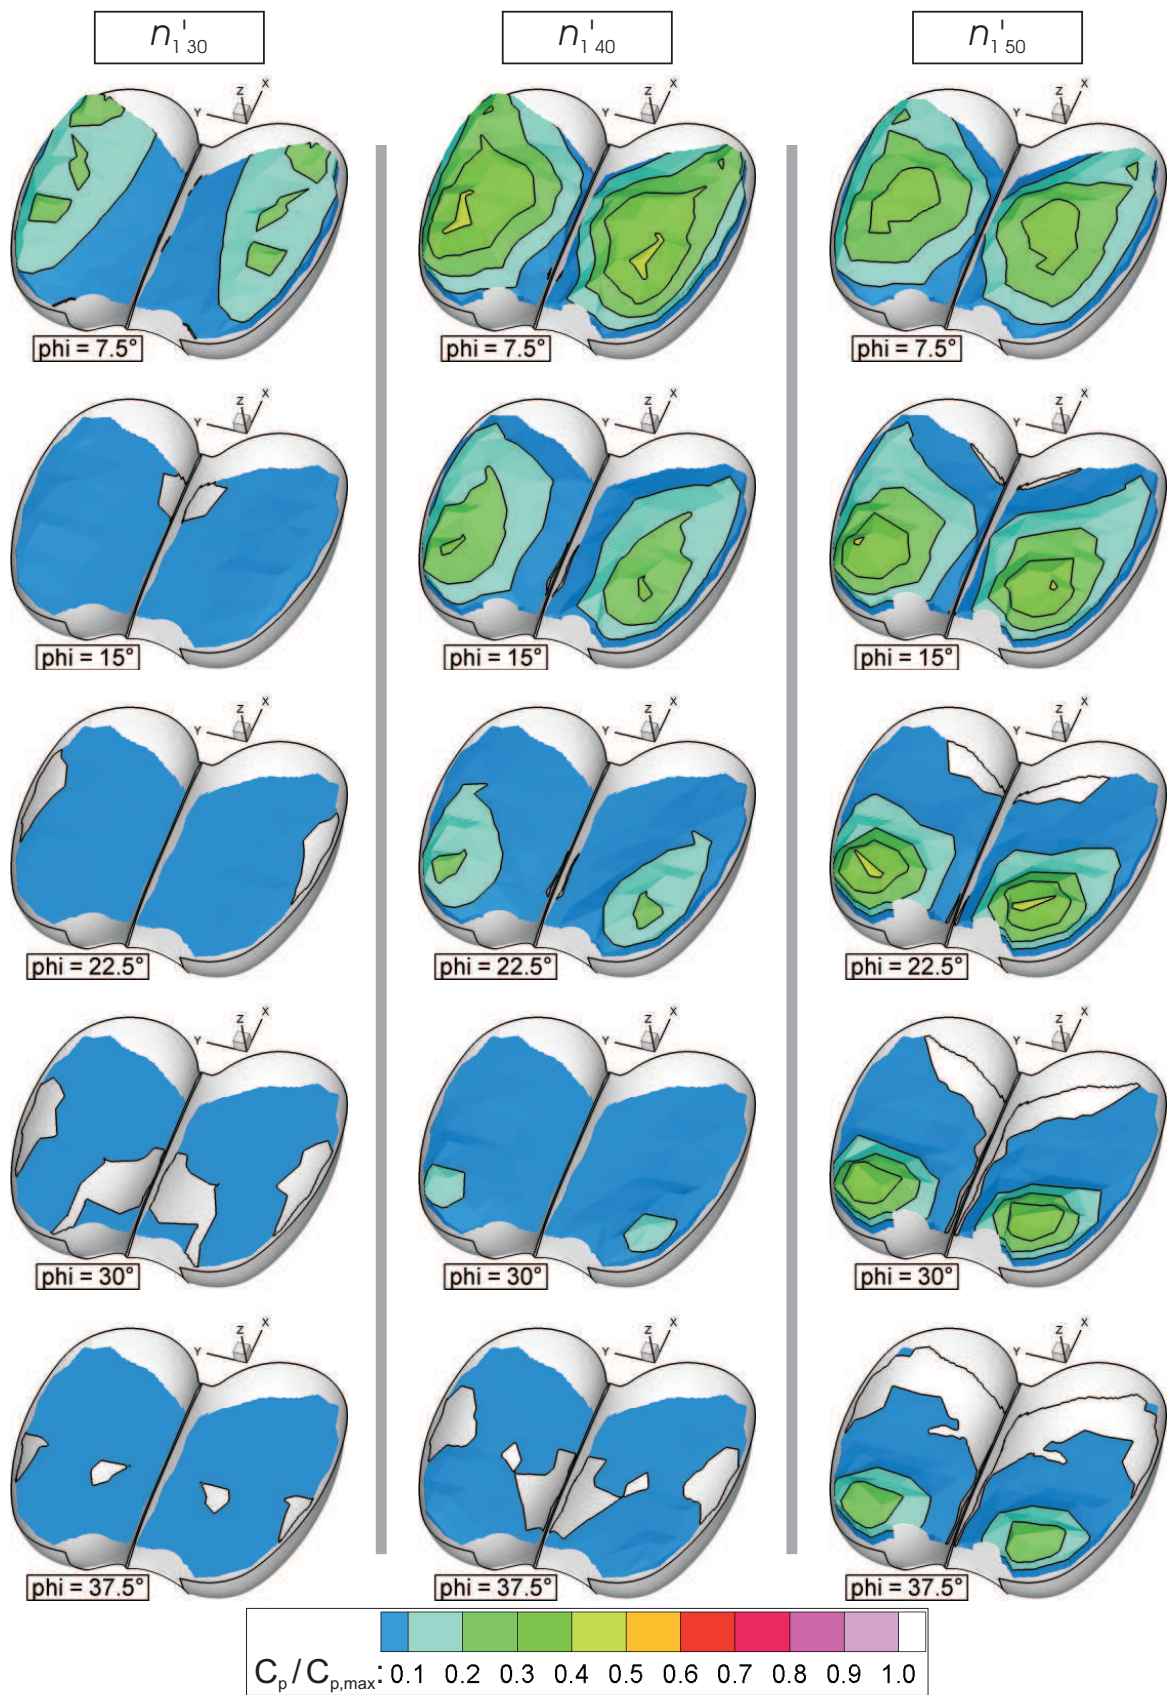 n'1 30 n'1 40 n'1 50
Y Z X Y Z X Y Z X
phi = 7.5° phi = 7.5° phi = 7.5°
Y Z X Y Z X Y Z X
phi = 15° phi = 15° phi = 15°
Y Z X Y Z X Y Z X
phi = 22.5° phi = 22.5° phi = 22.5°
Y Z X Y Z X Y Z X
phi = 30° phi = 30° phi = 30°
Y Z X Y Z X Y Z X
phi = 37.5° phi = 37.5° phi = 37.5°
Cp/Cp,max: 0.1 0.2 0.3 0.4 0.5 0.6 0.7 0.8 0.9 1.0